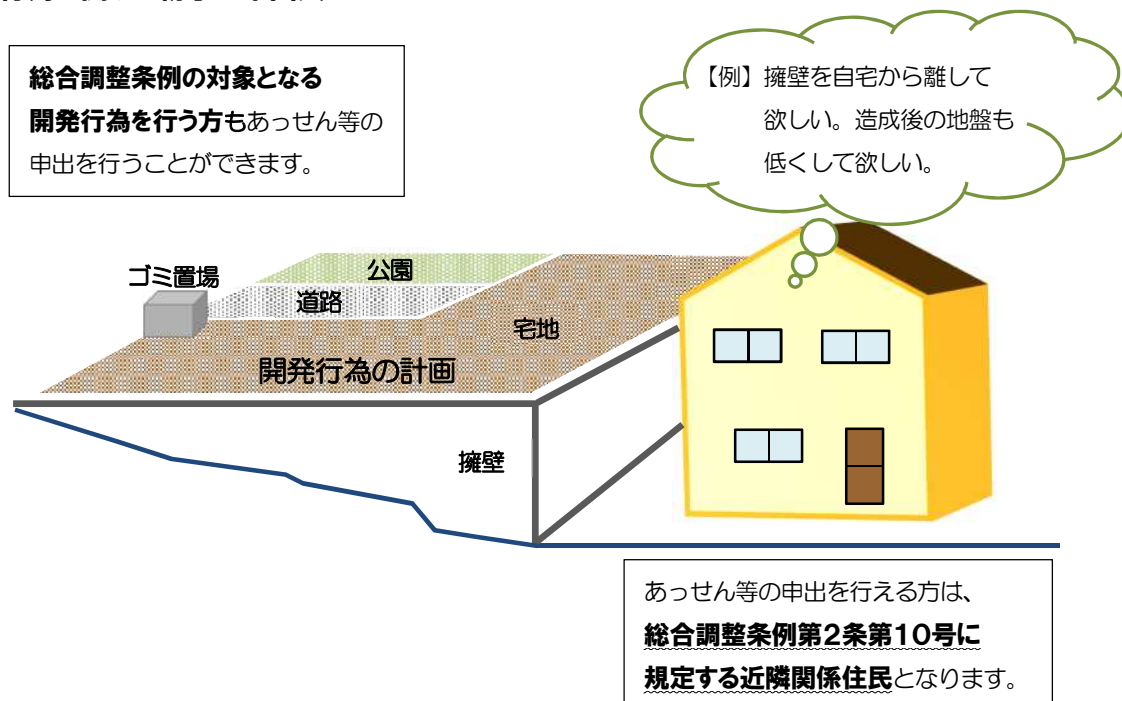 総合調整条例の対象となる
開発行為を行う方もあっせん等の
申出を行うことができます。
【例】擁壁を自宅から離して
欲しい。造成後の地盤も
低くして欲しい。
ゴミ置場
公園
道路
宅地
開発行為の計画
擁壁
あっせん等の申出を行える方は、
総合調整条例第2条第10号に
規定する近隣関係住民となります。